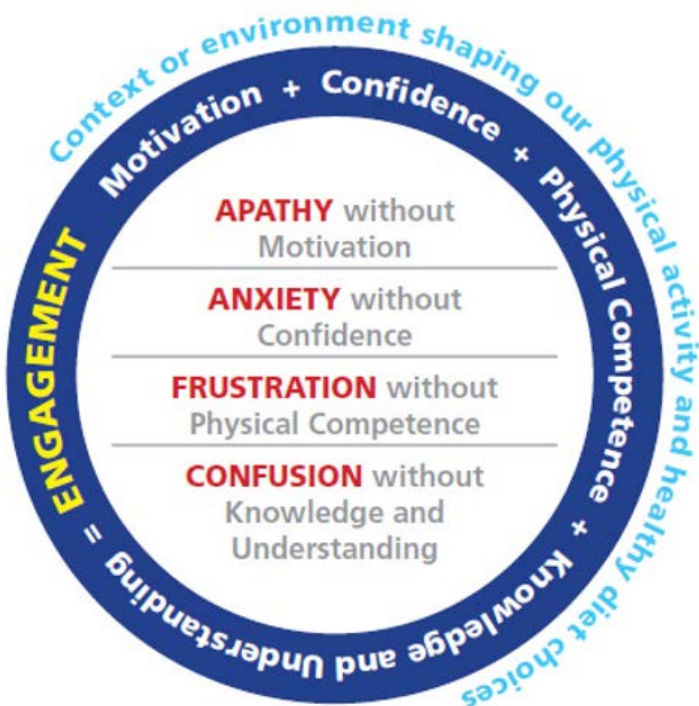 Context or environment shaping our physical activity and healthy diet choices
Motivation + Confidence + Physical Competence + Knowledge and Understanding = ENGAGEMENT
APATHY without
Motivation
ANXIETY without
Confidence
FRUSTRATION without
Physical Competence
CONFUSION without
Knowledge and
Understanding